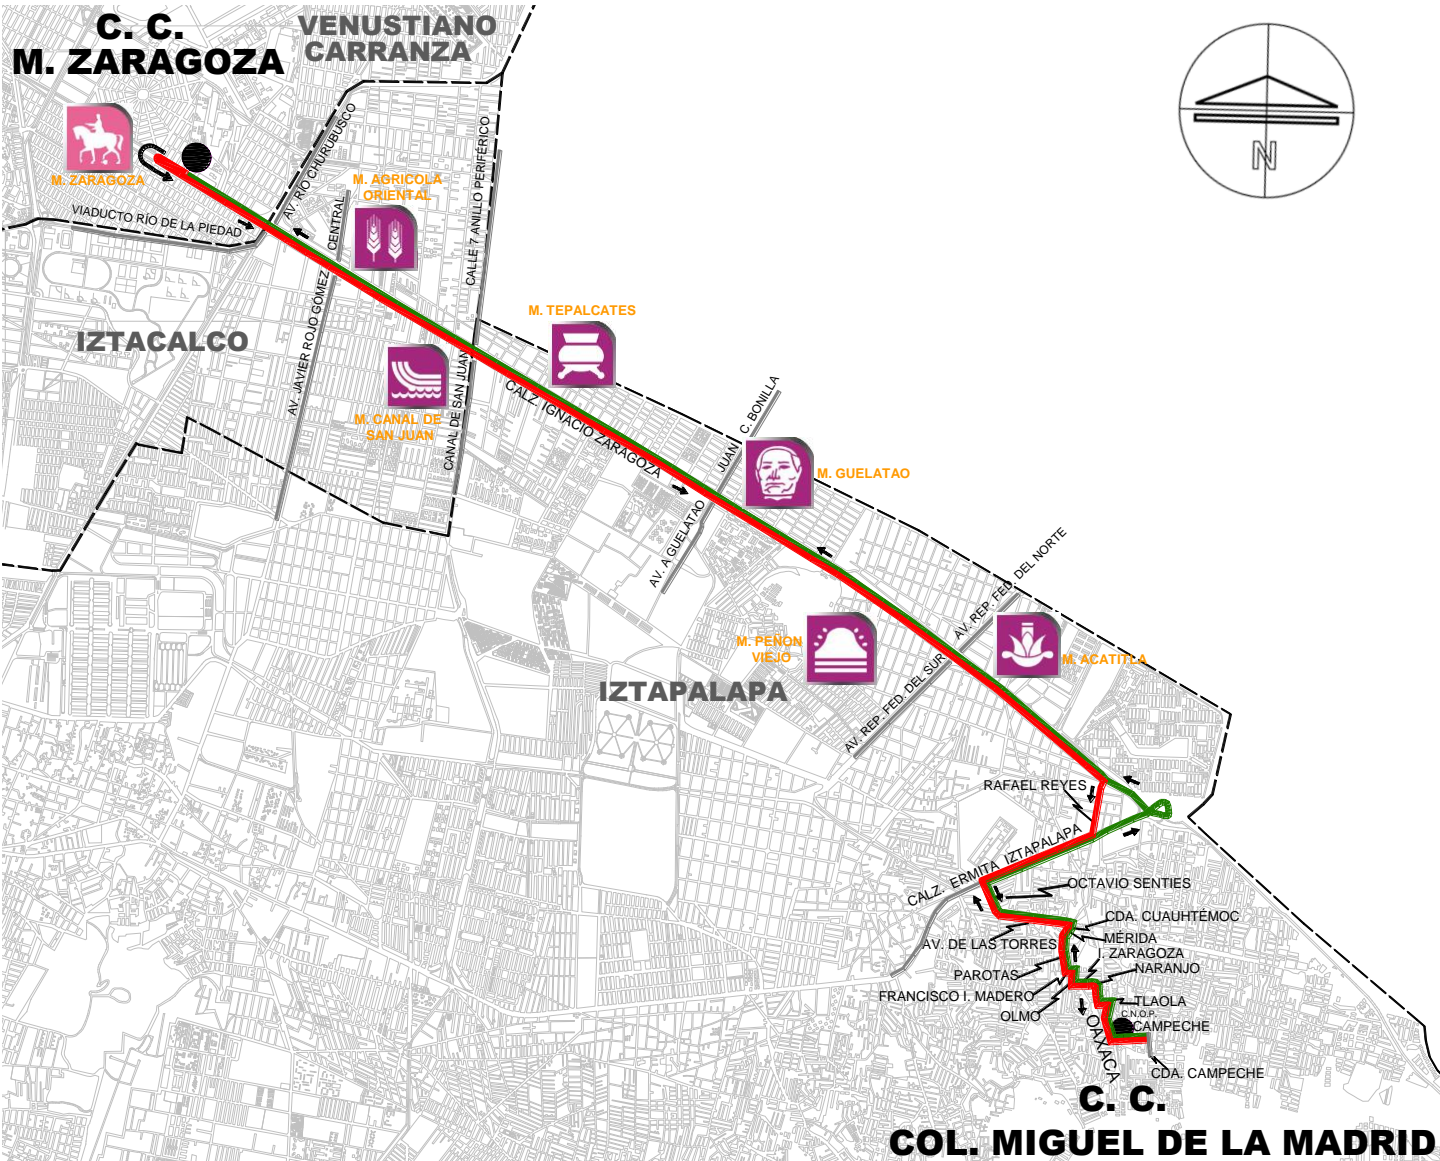 C. C.
M. ZARAGOZA
VENUSTIANO
CARRANZA
N
M. ZARAGOZA
VIADUCTO RÍO DE LA PIEDAD
AV. RÍO CHURUBUSCO
M. AGRICOLA
ORIENTAL
CENTRAL
AV. JAVIER ROJO GÓMEZ
CALLE 7 ANILLO PERIFÉRICO
CANAL DE SAN JUAN
IZTACALCO
M. CANAL DE
SAN JUAN
M. TEPALCATES
CALZ. IGNACIO ZARAGOZA
JUAN C. BONILLA
AV. A GUELATAO
M. GUELATAO
AV. REP. FED. DEL NORTE
AV. REP. FED. DEL SUR
M. PEÑON
VIEJO
M. ACATITLA
IZTAPALAPA
RAFAEL REYES
CALZ. ERMITA IZTAPALAPA
OCTAVIO SENTIES
CDA. CUAUHTÉMOC
AV. DE LAS TORRES
MÉRIDA
I. ZARAGOZA
NARANJO
PAROTAS
FRANCISCO I. MADERO
OLMO
TLAOLA
C.N.O.P.
CAMPECHE
OAXACA
CDA. CAMPECHE
C. C.
COL. MIGUEL DE LA MADRID